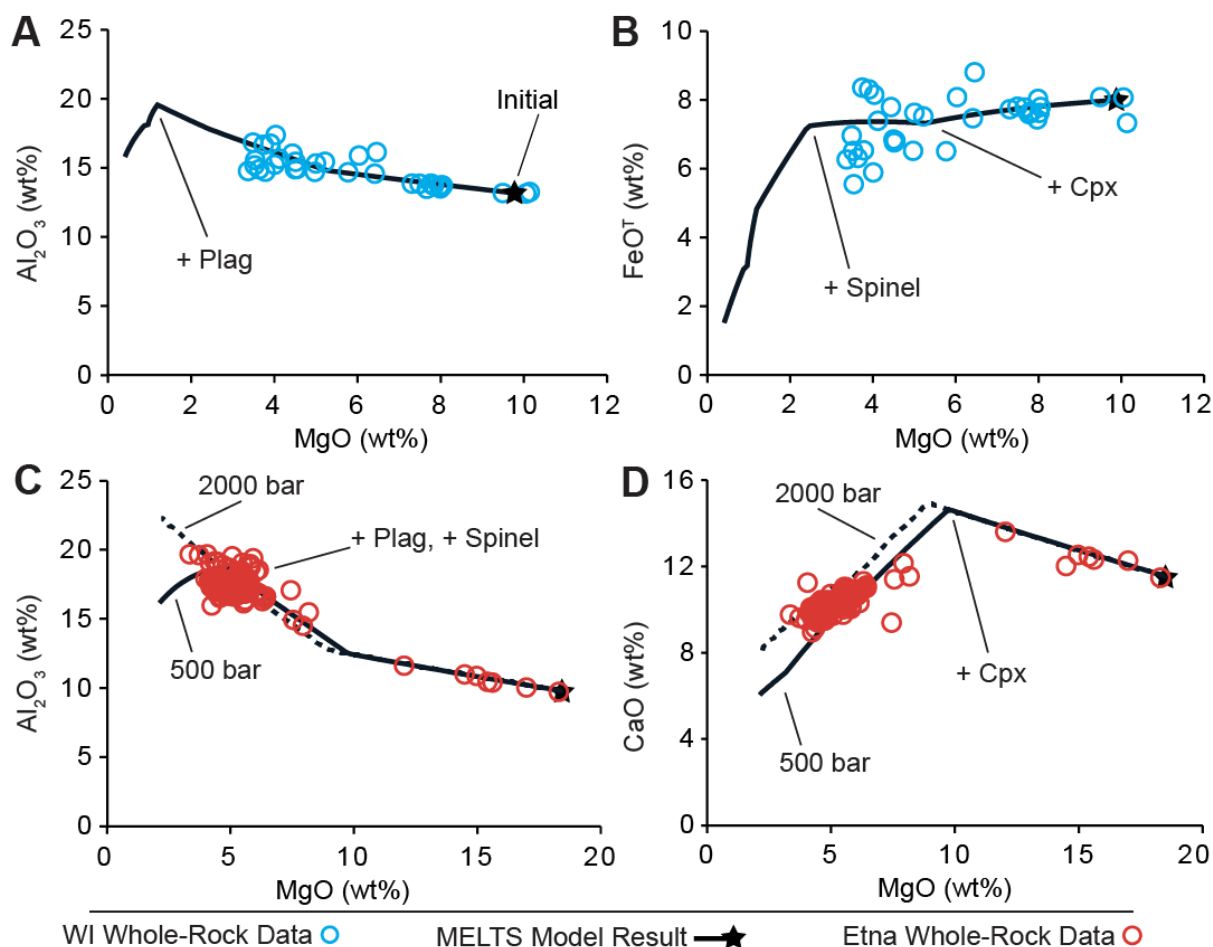 A
25
20
15
10
5
0
Al₂O₃ (wt%)
Initial
+ Plag
0 2 4 6 8 10 12
MgO (wt%)
B
10
8
6
4
2
0
FeOᵀ (wt%)
+ Cpx
+ Spinel
0 2 4 6 8 10 12
MgO (wt%)
C
25
20
15
10
5
0
Al₂O₃ (wt%)
2000 bar
+ Plag, + Spinel
500 bar
0 5 10 15 20
MgO (wt%)
D
16
12
8
4
0
CaO (wt%)
2000 bar
+ Cpx
500 bar
0 5 10 15 20
MgO (wt%)
WI Whole-Rock Data MELTS Model Result Etna Whole-Rock Data